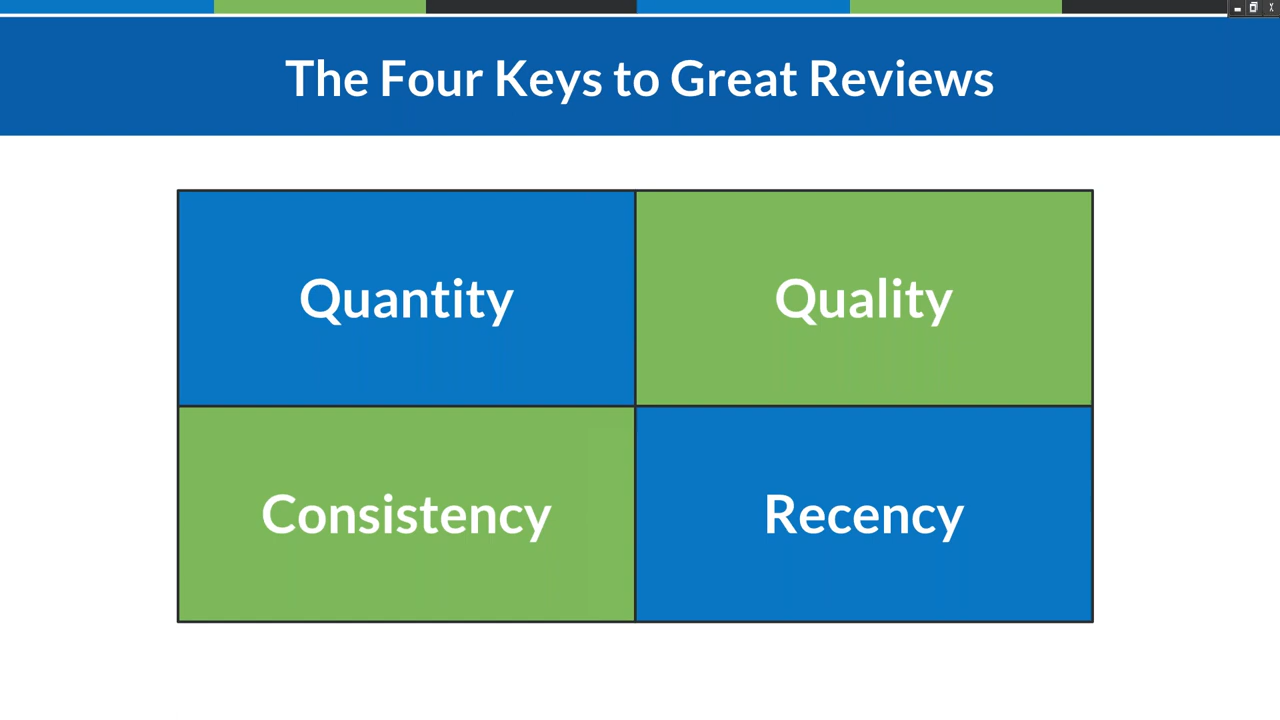 The Four Keys to Great Reviews
Quantity
Quality
Consistency
Recency